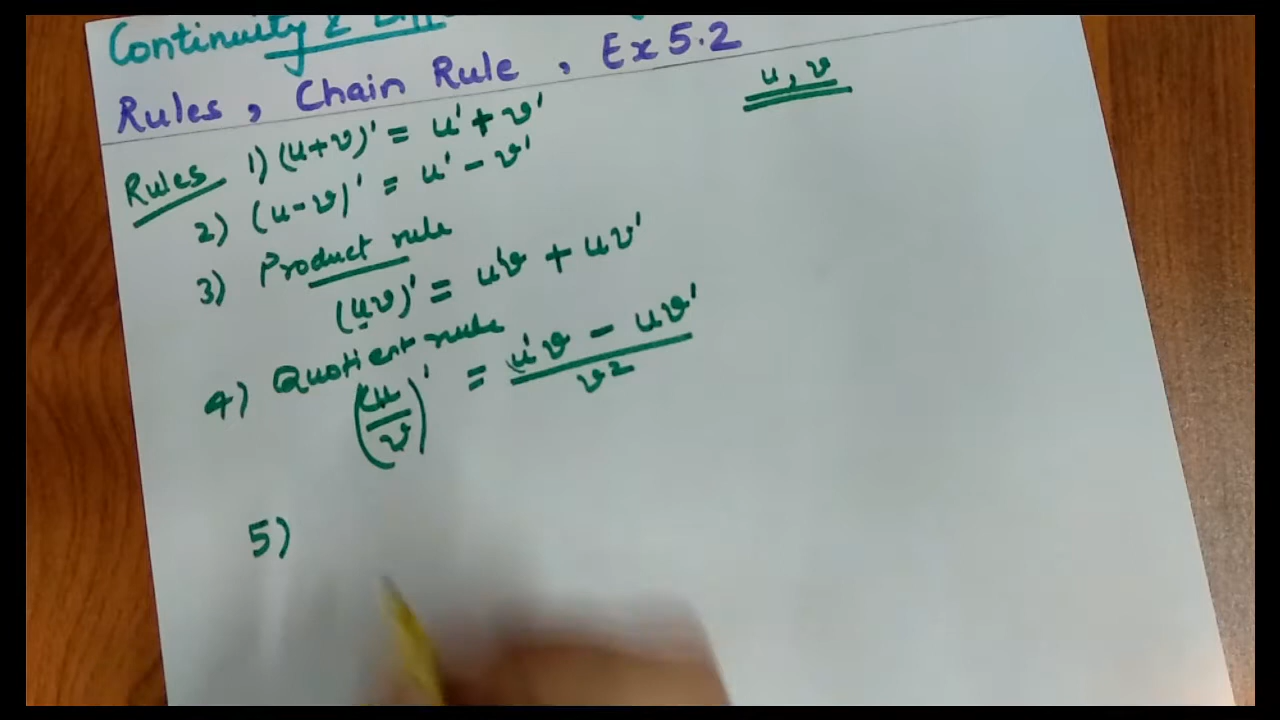 Continuity &
Rules, Chain Rule, Ex 5.2
u, v
Rules 1) (u+v)' = u' + v'
2) (u-v)' = u' - v'
3) Product rule
(uv)' = u'v + uv'
4) Quotient rule
(u/v)' = u'v - uv' / v²
5)